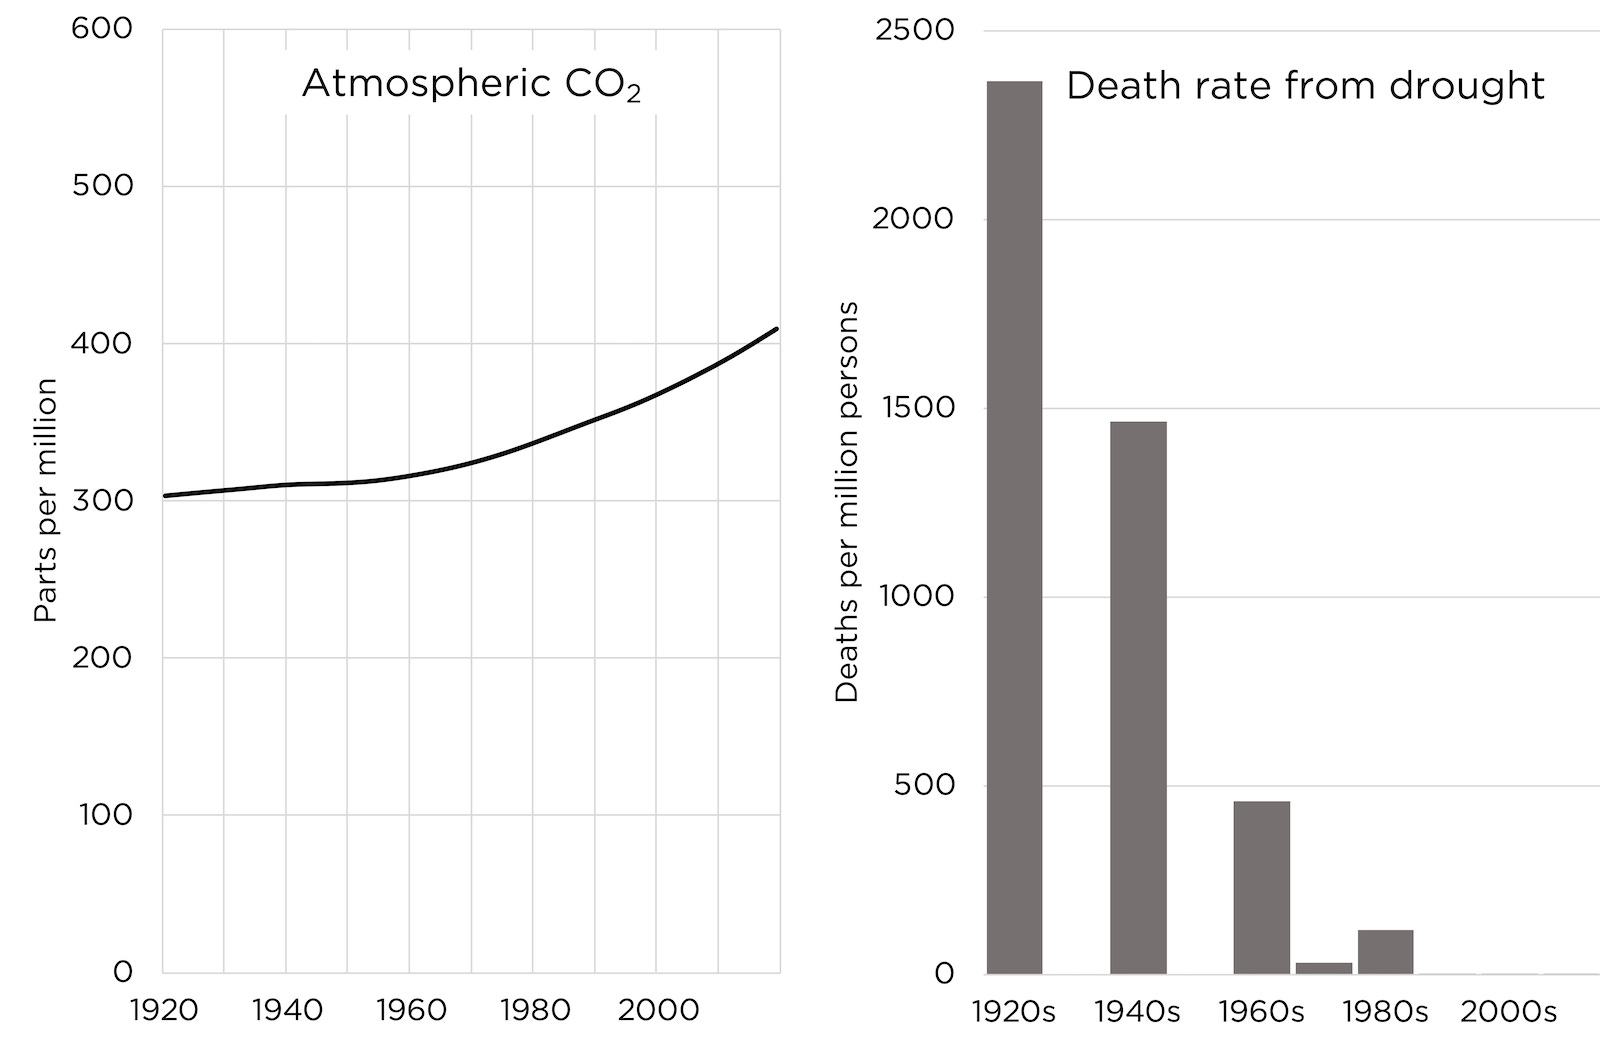 Atmospheric CO₂
Parts per million
600
500
400
300
200
100
0
1920 1940 1960 1980 2000
Death rate from drought
Deaths per million persons
2500
2000
1500
1000
500
0
1920s 1940s 1960s 1980s 2000s